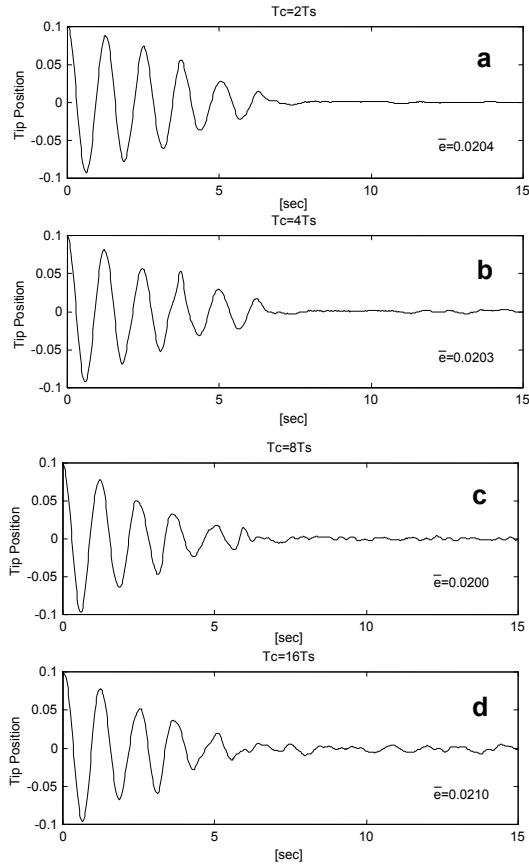 Tc=2Ts
0.1
0.05
0
-0.05
-0.1
Tip Position
a
e̅=0.0204
0 5 10 15
[sec]
Tc=4Ts
0.1
0.05
0
-0.05
-0.1
Tip Position
b
e̅=0.0203
0 5 10 15
[sec]
Tc=8Ts
0.1
0.05
0
-0.05
-0.1
Tip Position
c
e̅=0.0200
0 5 10 15
[sec]
Tc=16Ts
0.1
0.05
0
-0.05
-0.1
Tip Position
d
e̅=0.0210
0 5 10 15
[sec]